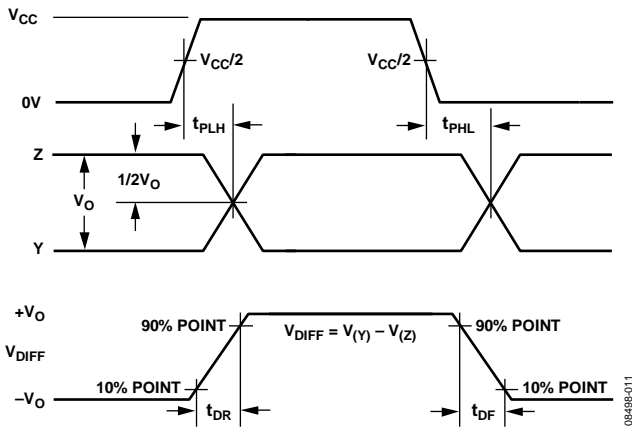 VCC
VCC/2
VCC/2
0V
tPLH
tPHL
Z
1/2VO
VO
Y
+VO
90% POINT
VDIFF = V(Y) – V(Z)
90% POINT
VDIFF
10% POINT
10% POINT
–VO
tDR
tDF
08498-011